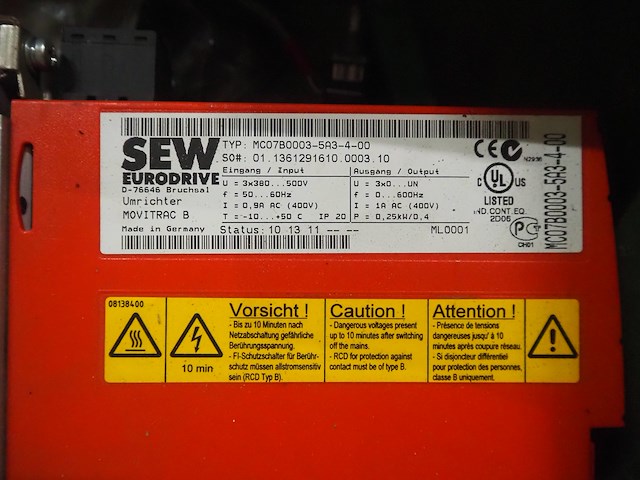 TYP: MC07B0003-5A3-4-00
SO#: 01.1361291610.0003.10
SEW
EURODRIVE
D-76646 Bruchsal
Umrichter
MOVITRAC B
Made in Germany
Eingang / Input
U = 3x380...500V
f = 50...60Hz
I = 0,9A AC (400V)
T = -10...+50 C IP 20
Ausgang / Output
U = 3x0...UN
f = 0...600Hz
I = 1A AC (400V)
P = 0,25kW/0,4
Status: 10 13 11 -- --
ML0001
CE
N2936
C UL US
LISTED
IND.CONT.EQ.
2D06
MC07B0003-5A3-4-00
08138400
10 min
Vorsicht !
- Bis zu 10 Minuten nach
Netzabschaltung gefährliche
Berührungsspannung.
- FI-Schutzschalter für Berühr-
schutz müssen allstromsensitiv
sein (RCD Typ B).
Caution !
- Dangerous voltages present
up to 10 minutes after switching
off the mains.
- RCD for protection against
contact must be of type B.
Attention !
- Présence de tensions
dangereuses jusqu' à 10
minutes après coupure réseau.
- Si disjoncteur différentiel
pour protection des personnes,
classe B uniquement.